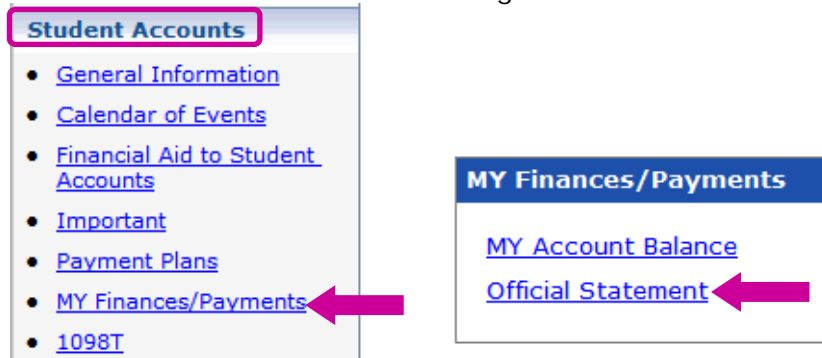 Student Accounts
General Information
Calendar of Events
Financial Aid to Student
Accounts
Important
Payment Plans
MY Finances/Payments
1098T
MY Finances/Payments
MY Account Balance
Official Statement